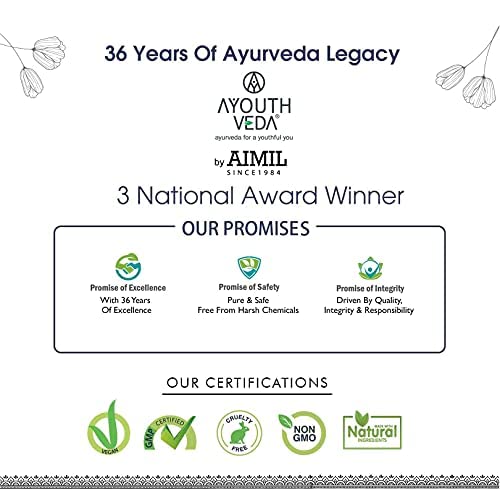 36 Years Of Ayurveda Legacy
AYOUTH
VEDA®
ayurveda for a youthful you
by AIMIL
SINCE1984
3 National Award Winner
OUR PROMISES
Promise of Excellence
With 36 Years
Of Excellence
Promise of Safety
Pure & Safe
Free From Harsh Chemicals
Promise of Integrity
Driven By Quality,
Integrity & Responsibility
OUR CERTIFICATIONS
VEGAN
GMP CERTIFIED
CRUELTY
FREE
NON
GMO
MADE WITH
Natural
INGREDIENTS